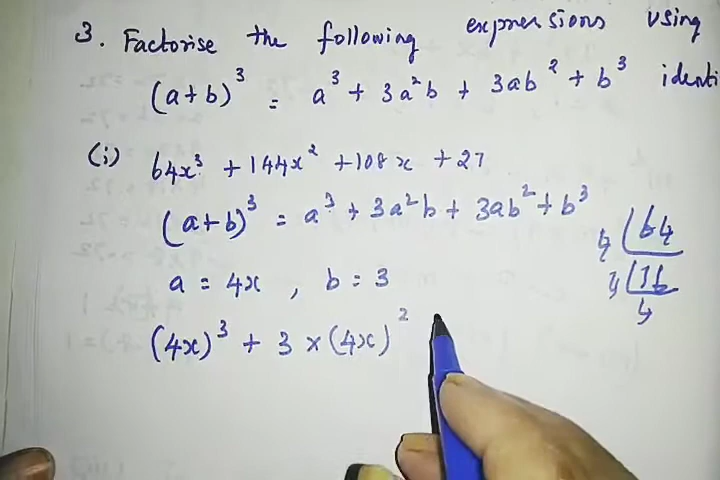 3. Factorise the following expressions using
(a+b)³ = a³ + 3a²b + 3ab² + b³ identi
(i) 64x³ + 144x² + 108x + 27
(a+b)³ = a³ + 3a²b + 3ab² + b³
4 64
a = 4x , b = 3
4 16
4
(4x)³ + 3 × (4x)²